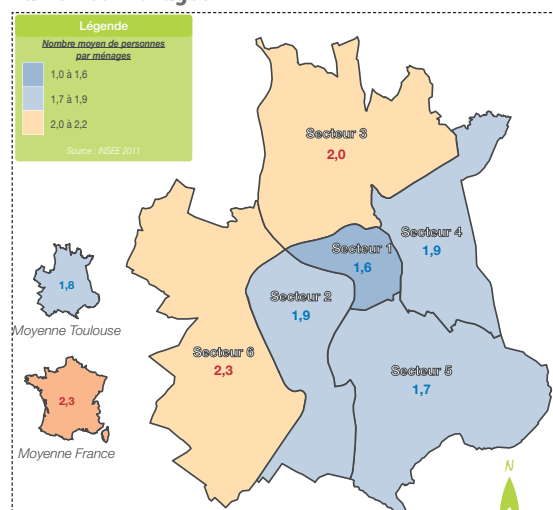 Légende
Nombre moyen de personnes
par ménages
1,0 à 1,6
1,7 à 1,9
2,0 à 2,2
Source : INSEE 2011
Secteur 3
2,0
Secteur 4
1,9
Secteur 1
1,6
Secteur 2
1,9
Secteur 6
2,3
Secteur 5
1,7
1,8
Moyenne Toulouse
2,3
Moyenne France
N